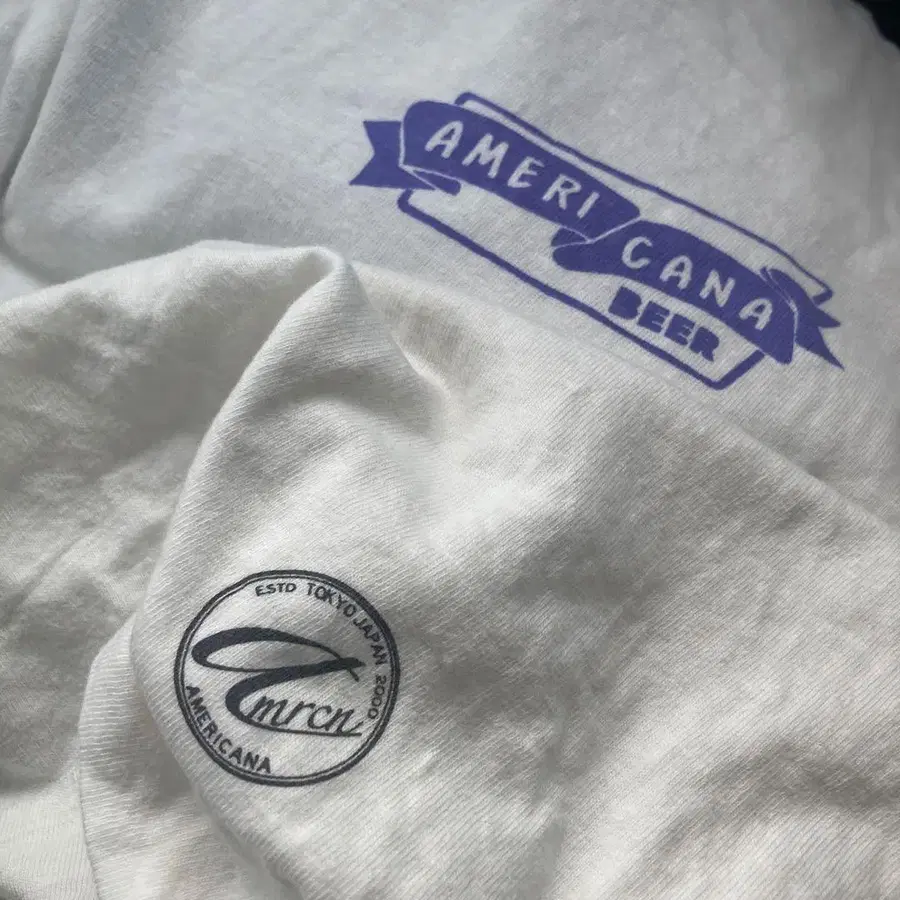 AMERI
CANA
BEER
ESTD TOKYO JAPAN 2000
Amrcn
AMERICANA